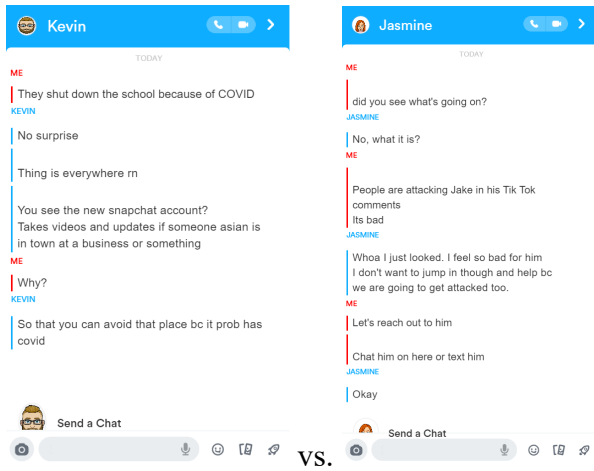 Kevin
TODAY
ME
They shut down the school because of COVID
KEVIN
No surprise
Thing is everywhere rn
You see the new snapchat account?
Takes videos and updates if someone asian is
in town at a business or something
ME
Why?
KEVIN
So that you can avoid that place bc it prob has
covid
Send a Chat
vs.
Jasmine
TODAY
ME
did you see what's going on?
JASMINE
No, what it is?
ME
People are attacking Jake in his Tik Tok
comments
Its bad
JASMINE
Whoa I just looked. I feel so bad for him
I don't want to jump in though and help bc
we are going to get attacked too.
ME
Let's reach out to him
Chat him on here or text him
JASMINE
Okay
Send a Chat